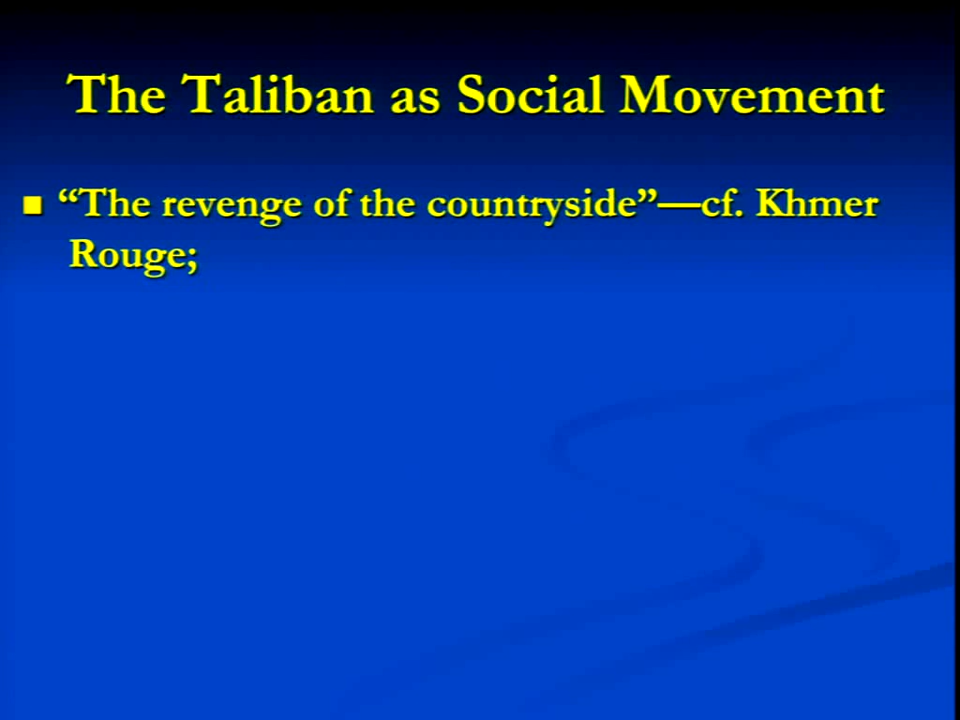 The Taliban as Social Movement
“The revenge of the countryside”—cf. Khmer
Rouge;